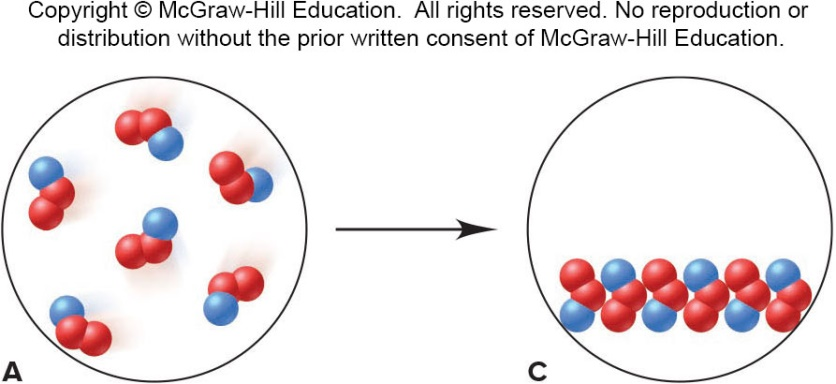 Copyright © McGraw-Hill Education.  All rights reserved. No reproduction or
distribution without the prior written consent of McGraw-Hill Education.
A
C